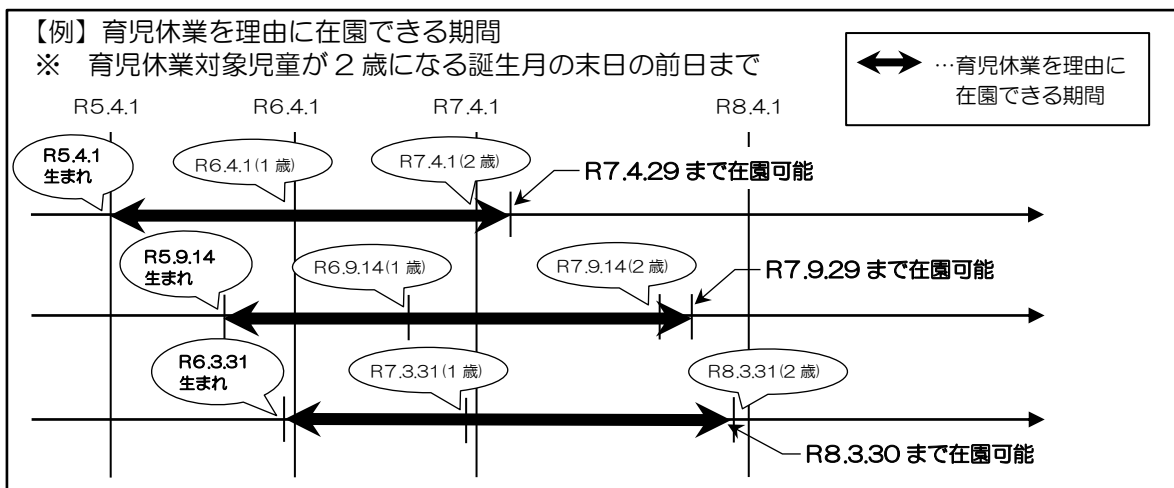 【例】育児休業を理由に在園できる期間
※　育児休業対象児童が２歳になる誕生月の末日の前日まで
…育児休業を理由に
在園できる期間
R5.4.1
R6.4.1
R7.4.1
R8.4.1
R5.4.1
生まれ
R6.4.1(1 歳)
R7.4.1(2 歳)
R7.4.29 まで在園可能
R5.9.14
生まれ
R6.9.14(1 歳)
R7.9.14(2 歳)
R7.9.29 まで在園可能
R6.3.31
生まれ
R7.3.31(1 歳)
R8.3.31(2 歳)
R8.3.30 まで在園可能